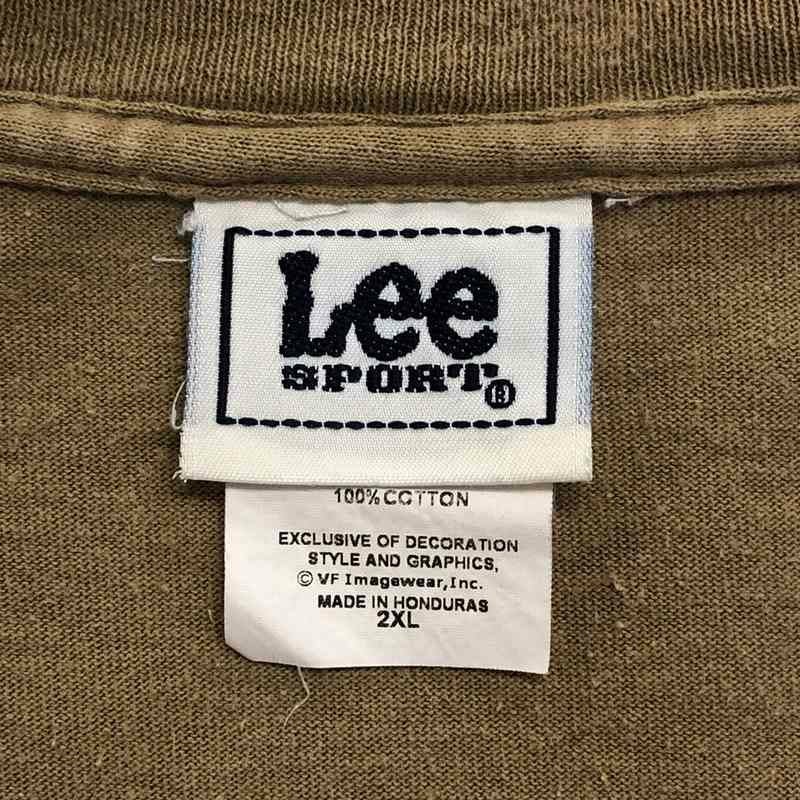 Lee
SPORT®
100% COTTON
EXCLUSIVE OF DECORATION
STYLE AND GRAPHICS,
© VF Imagewear,Inc.
MADE IN HONDURAS
2XL